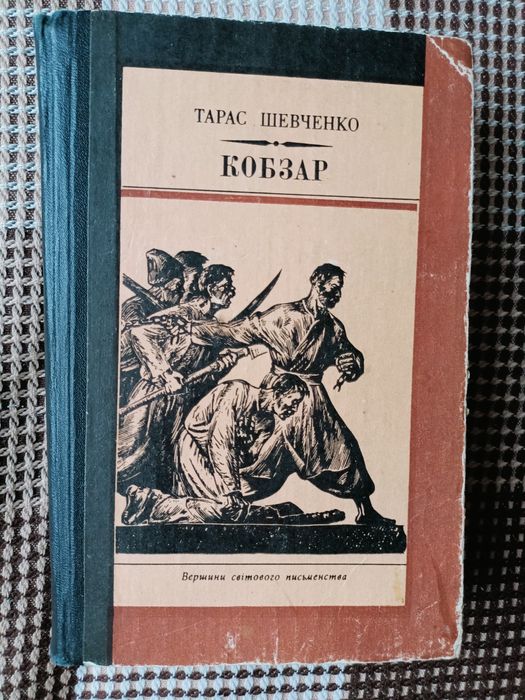 ТАРАС ШЕВЧЕНКО
КОБЗАР
Вершини світового письменства